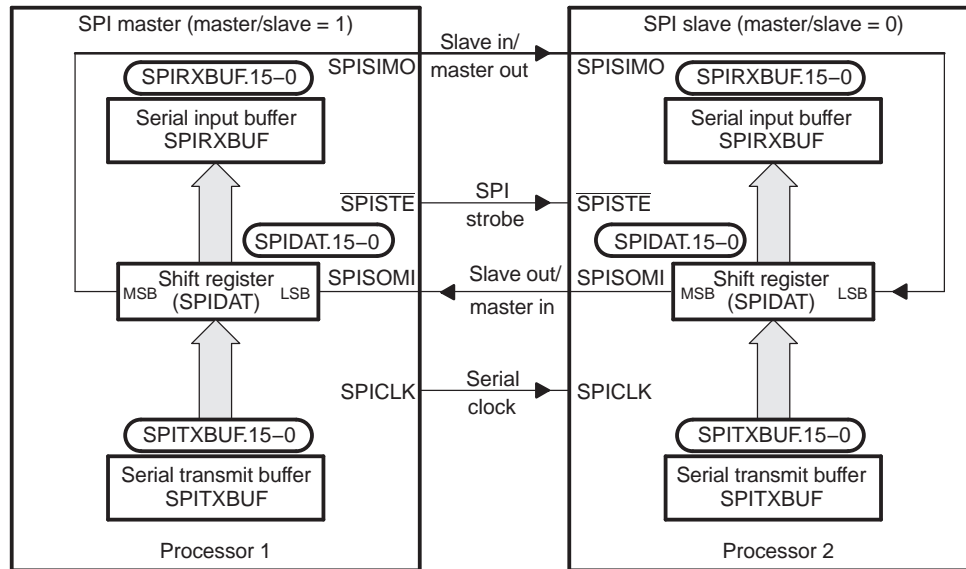 SPI master (master/slave = 1)
SPIRXBUF.15–0
Serial input buffer
SPIRXBUF
SPISIMO
SPISTE
SPIDAT.15–0
SPISOMI
MSB
Shift register
(SPIDAT)
LSB
SPICLK
SPITXBUF.15–0
Serial transmit buffer
SPITXBUF
Processor 1
Slave in/
master out
SPI
strobe
Slave out/
master in
Serial
clock
SPI slave (master/slave = 0)
SPISIMO
SPIRXBUF.15–0
Serial input buffer
SPIRXBUF
SPISTE
SPIDAT.15–0
SPISOMI
MSB
Shift register
(SPIDAT)
LSB
SPICLK
SPITXBUF.15–0
Serial transmit buffer
SPITXBUF
Processor 2